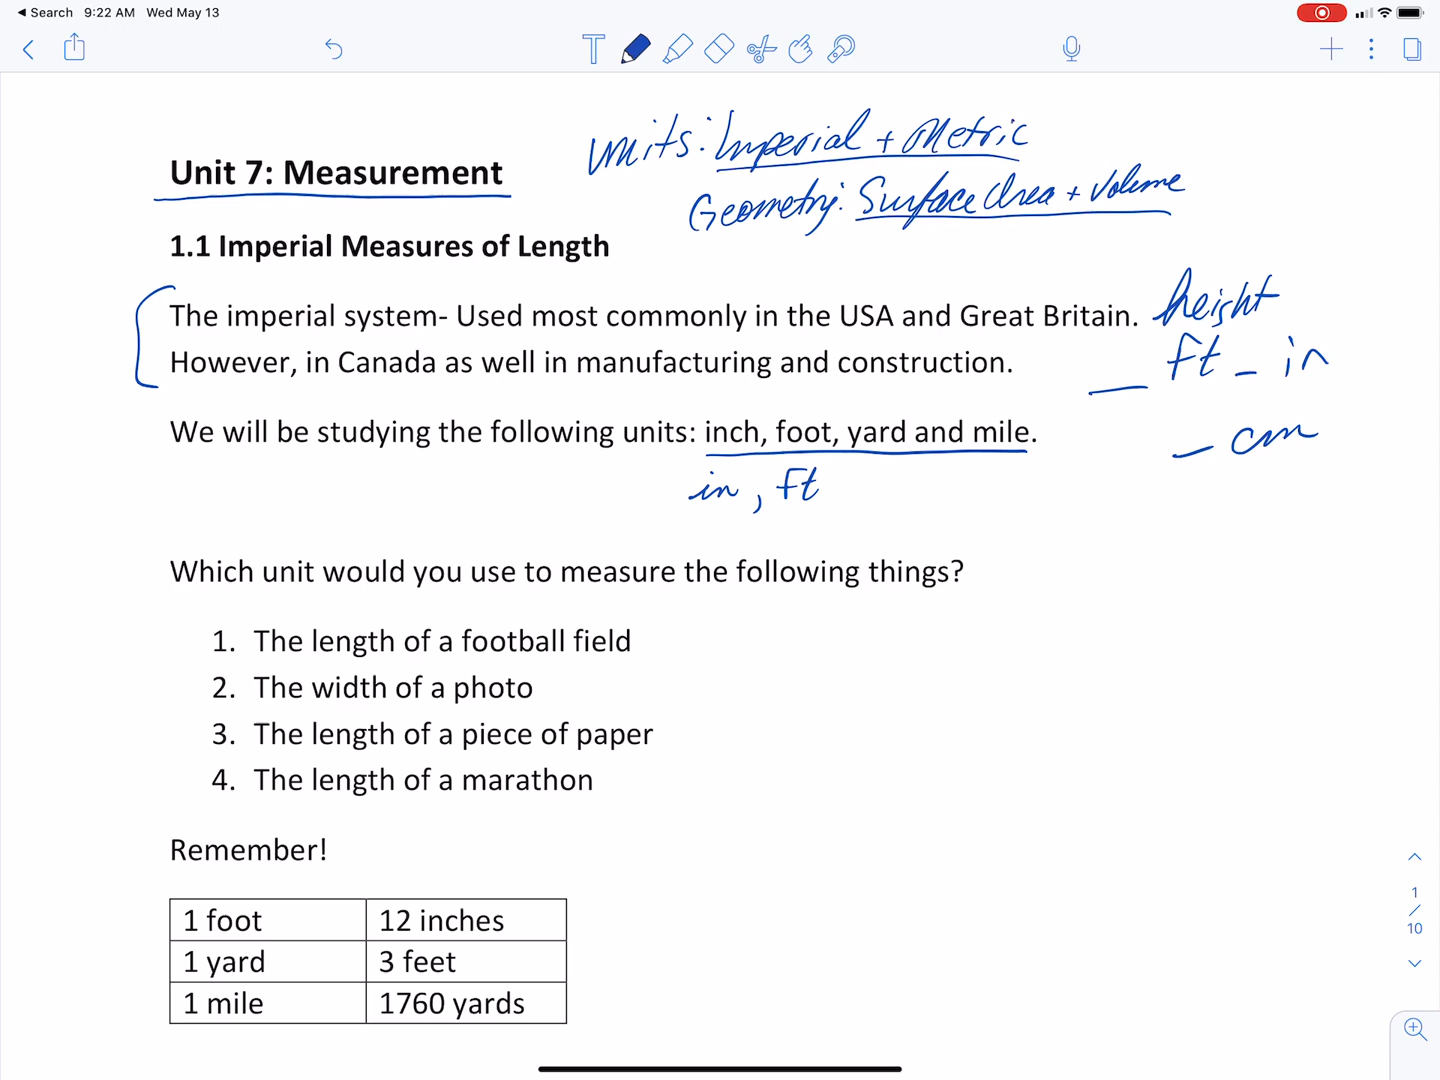 ◀ Search 9:22 AM Wed May 13
Units: Imperial + Metric
Unit 7: Measurement
Geometry: Surface Area + Volume
1.1 Imperial Measures of Length
The imperial system- Used most commonly in the USA and Great Britain.
height
However, in Canada as well in manufacturing and construction.
_ ft _ in
We will be studying the following units: inch, foot, yard and mile.
_ cm
in, ft
Which unit would you use to measure the following things?
1. The length of a football field
2. The width of a photo
3. The length of a piece of paper
4. The length of a marathon
Remember!
1 foot 12 inches
1 yard 3 feet
1 mile 1760 yards
1
/
10